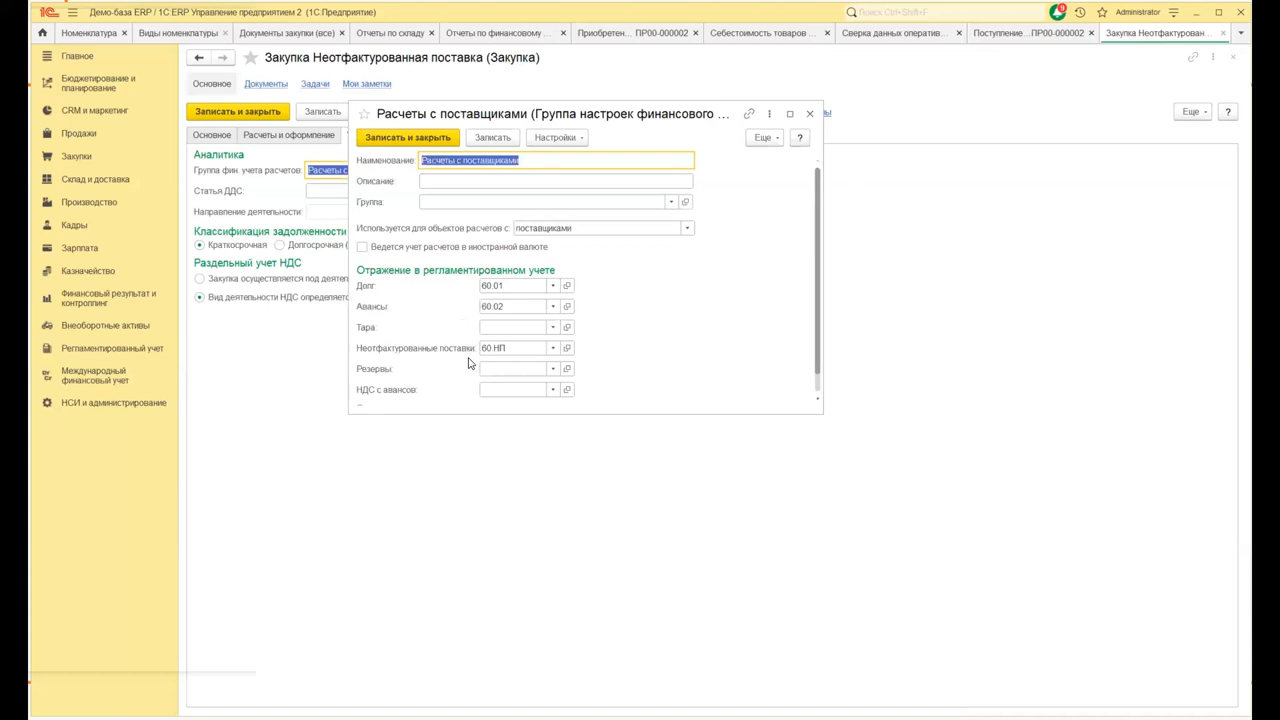 Демо-база ERP / 1С:ERP Управление предприятием 2 (1С:Предприятие)
Поиск Ctrl+Shift+F
Administrator
Номенклатура
Виды номенклатуры
Документы закупки (все)
Отчеты по складу
Отчеты по финансовому ...
Приобретен... ПР00-000002
Себестоимость товаров ...
Сверка данных оператив...
Поступление... ПР00-000002
Закупка Неотфактурован...
Главное
Бюджетирование и
планирование
CRM и маркетинг
Продажи
Закупки
Склад и доставка
Производство
Кадры
Зарплата
Казначейство
Финансовый результат и
контроллинг
Внеоборотные активы
Регламентированный учет
Международный
финансовый учет
НСИ и администрирование
Закупка Неотфактурованная поставка (Закупка)
Основное
Документы
Задачи
Мои заметки
Записать и закрыть
Записать
Еще
?
Основное
Расчеты и оформление
Аналитика
Группа фин. учета расчетов:
Расчеты с
Статья ДДС:
Направление деятельности:
Классификация задолженности
Краткосрочная
Долгосрочная (
Раздельный учет НДС
Закупка осуществляется под деятел
Вид деятельности НДС определяетс
Расчеты с поставщиками (Группа настроек финансового ...
Записать и закрыть
Записать
Настройки
Еще
?
Наименование:
Расчеты с поставщиками
Описание:
Группа:
Используется для объектов расчетов с:
поставщиками
Ведется учет расчетов в иностранной валюте
Отражение в регламентированном учете
Долг:
60.01
Авансы:
60.02
Тара:
Неотфактурованные поставки:
60.НП
Резервы:
НДС с авансов: